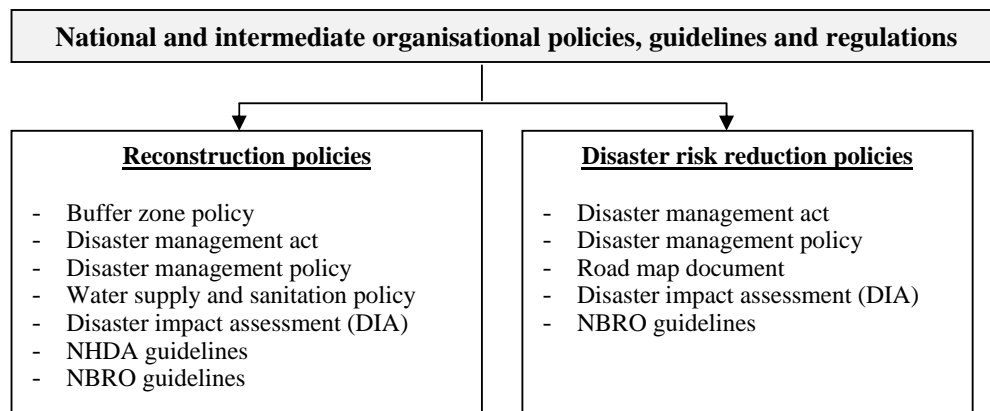 National and intermediate organisational policies, guidelines and regulations
Reconstruction policies
- Buffer zone policy
- Disaster management act
- Disaster management policy
- Water supply and sanitation policy
- Disaster impact assessment (DIA)
- NHDA guidelines
- NBRO guidelines
Disaster risk reduction policies
- Disaster management act
- Disaster management policy
- Road map document
- Disaster impact assessment (DIA)
- NBRO guidelines